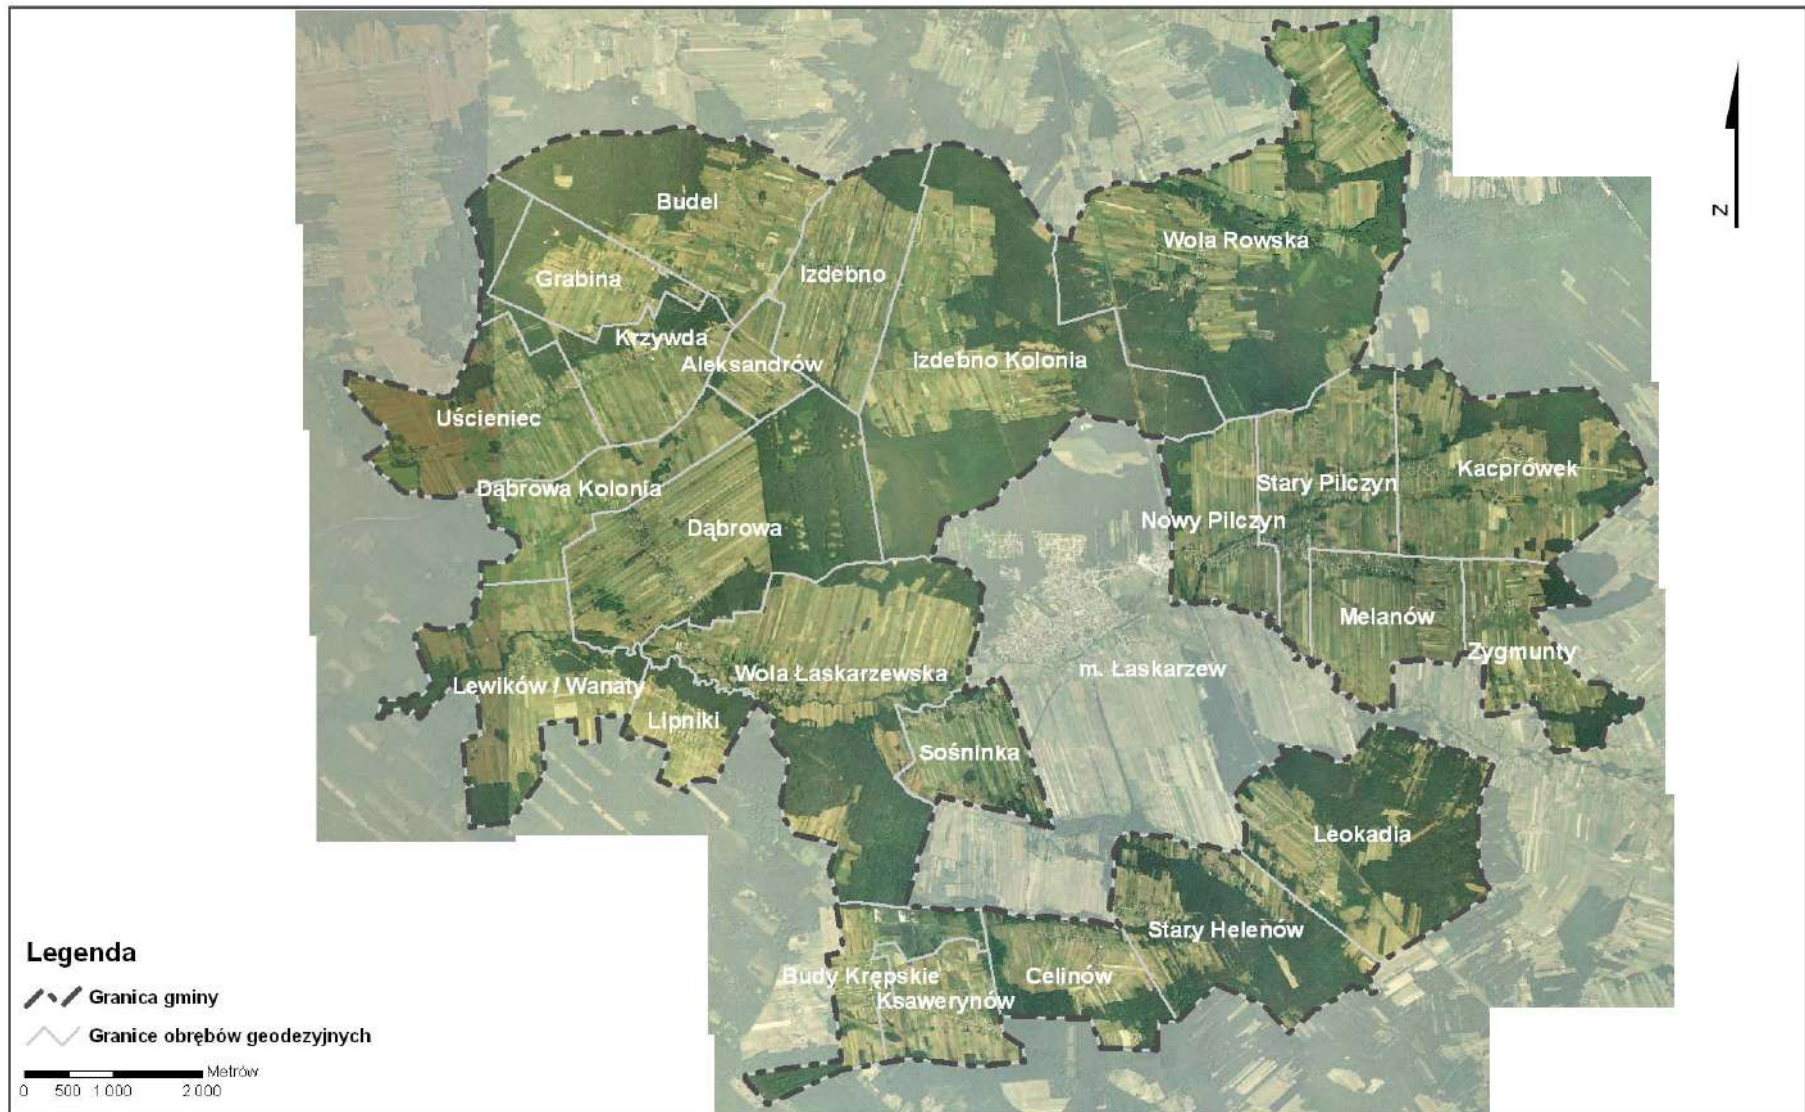 Budel
Wola Rowska
Grabina
Izdebno
Krzywda
Aleksandrów
Izdebno Kolonia
Uścieniec
Kacprówek
Dąbrowa Kolonia
Stary Pilczyn
Dąbrowa
Nowy Pilczyn
Melanów
Zygmunty
Wola Łaskarzewska
m. Łaskarzew
Lewików / Wanaty
Lipniki
Sośninka
Leokadia
Stary Helenów
Budy Krępskie
Celinów
Ksawerynów
N
Legenda
Granica gminy
Granice obrębów geodezyjnych
Metrów
0 500 1 000 2 000